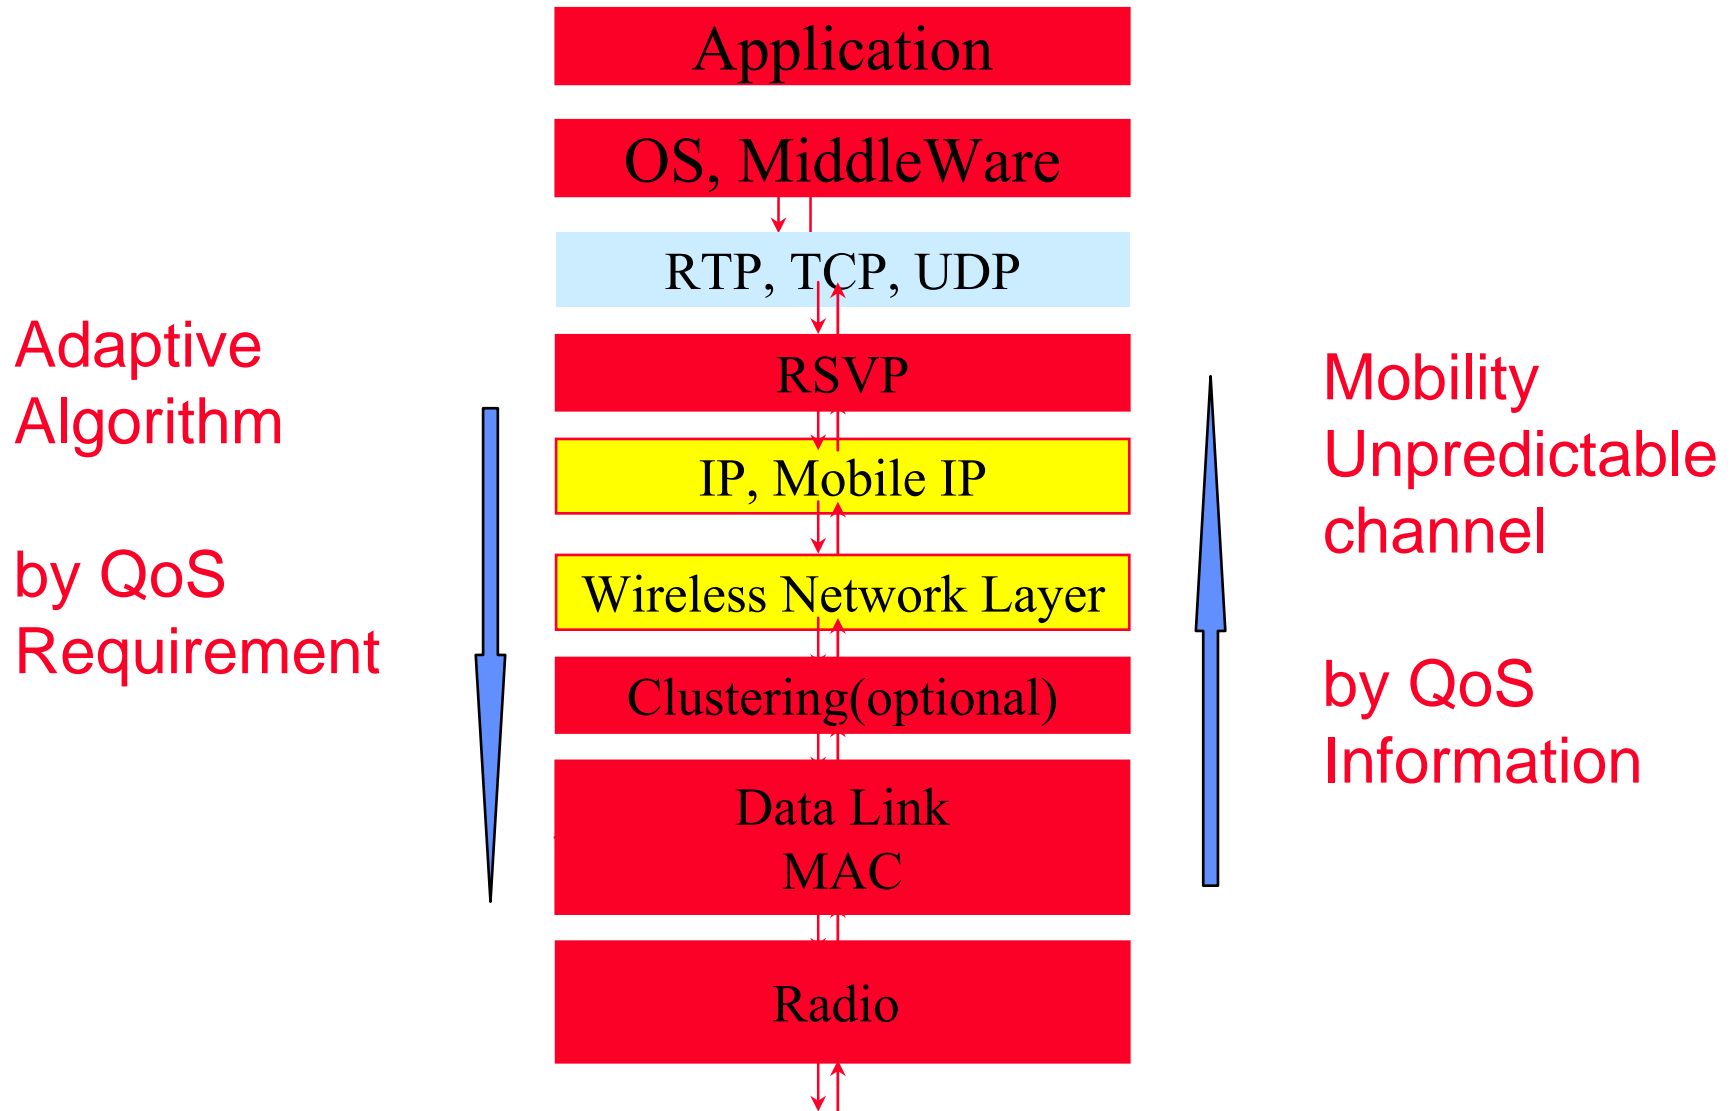 Application
OS, MiddleWare
RTP, TCP, UDP
RSVP
IP, Mobile IP
Wireless Network Layer
Clustering(optional)
Data Link
MAC
Radio
Adaptive
Algorithm
by QoS
Requirement
Mobility
Unpredictable
channel
by QoS
Information